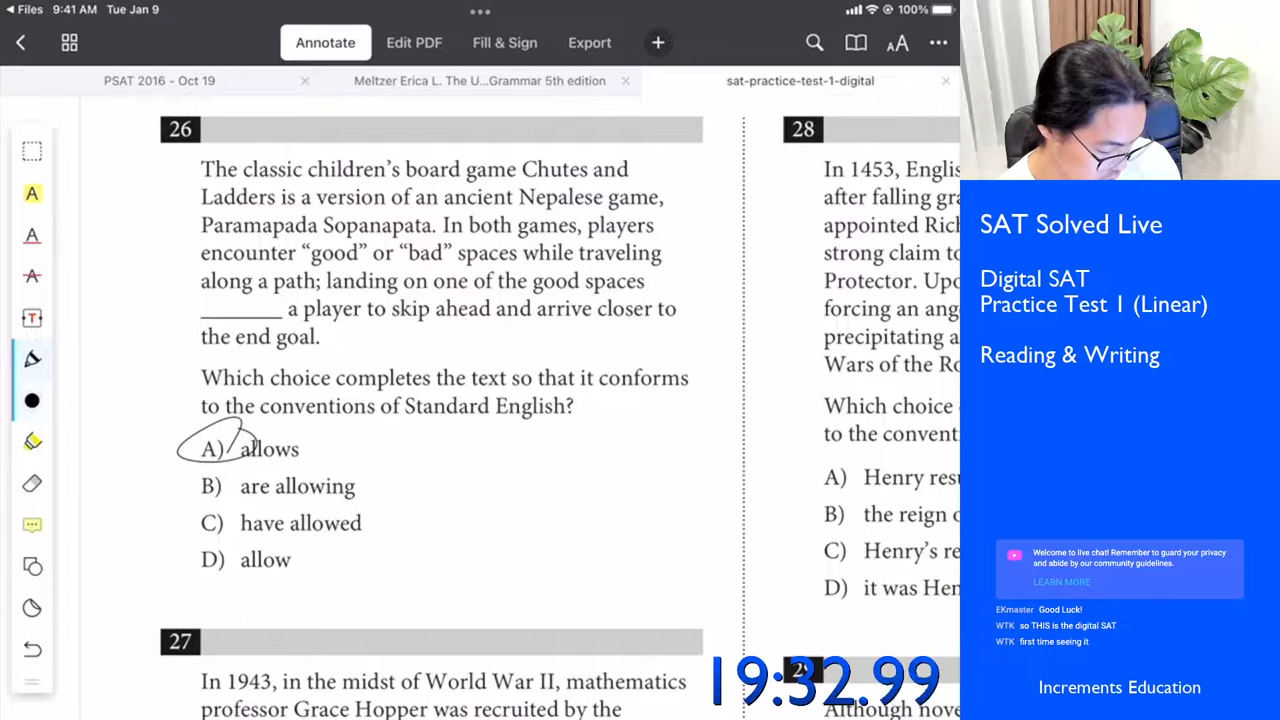 Files 9:41 AM Tue Jan 9
100%
Annotate
Edit PDF
Fill & Sign
Export
AA
PSAT 2016 - Oct 19
Meltzer Erica L. The U...Grammar 5th edition
sat-practice-test-1-digital
26
The classic children's board game Chutes and
Ladders is a version of an ancient Nepalese game,
Paramapada Sopanapata. In both games, players
encounter “good” or “bad” spaces while traveling
along a path; landing on one of the good spaces
_______ a player to skip ahead and arrive closer to
the end goal.
Which choice completes the text so that it conforms
to the conventions of Standard English?
A) allows
B) are allowing
C) have allowed
D) allow
27
In 1943, in the midst of World War II, mathematics
professor Grace Hopper was recruited by the
28
In 1453, Englis
after falling gra
appointed Rich
strong claim to
Protector. Upo
forcing an ang
precipitating a
Wars of the Ro
Which choice
to the conventi
A) Henry resu
B) the reign o
C) Henry's re
D) it was Hen
29
Although nove
19:32.99
SAT Solved Live
Digital SAT
Practice Test 1 (Linear)
Reading & Writing
Welcome to live chat! Remember to guard your privacy
and abide by our community guidelines.
LEARN MORE
EKmaster Good Luck!
WTK so THIS is the digital SAT
WTK first time seeing it
Increments Education
A
A
A
T